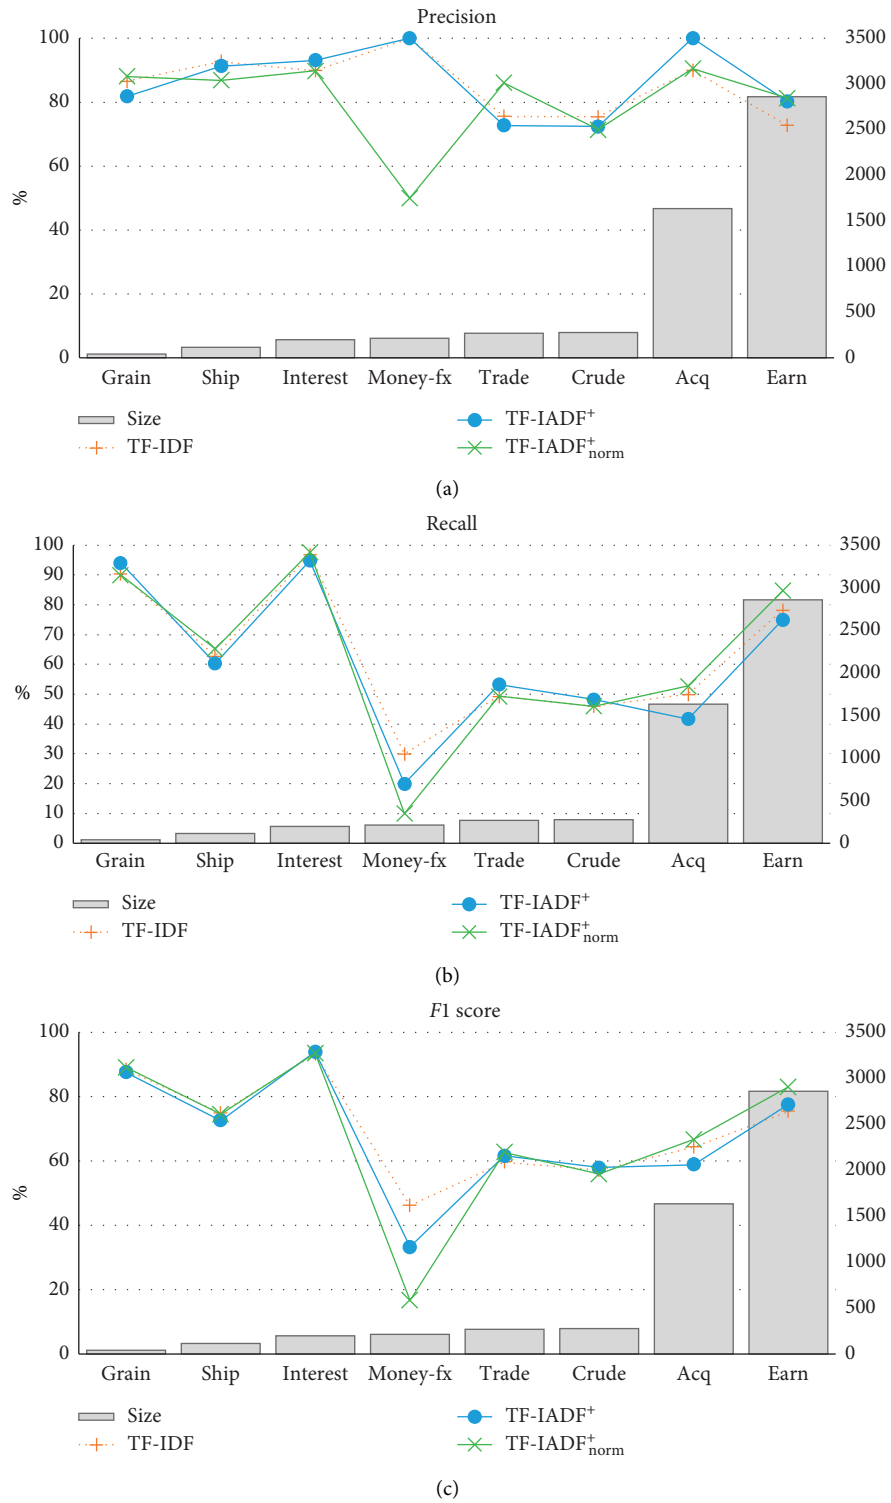 Precision
100 3500
3000
80 2500
60 2000
%
40 1500
1000
20 500
0 0
Grain Ship Interest Money-fx Trade Crude Acq Earn
Size TF-IADF+
TF-IDF TF-IADF+norm
(a)
Recall
100 3500
90 3000
80
70 2500
60 2000
% 50
40 1500
30 1000
20
10 500
0 0
Grain Ship Interest Money-fx Trade Crude Acq Earn
Size TF-IADF+
TF-IDF TF-IADF+norm
(b)
F1 score
100 3500
3000
80 2500
60 2000
%
40 1500
1000
20 500
0 0
Grain Ship Interest Money-fx Trade Crude Acq Earn
Size TF-IADF+
TF-IDF TF-IADF+norm
(c)